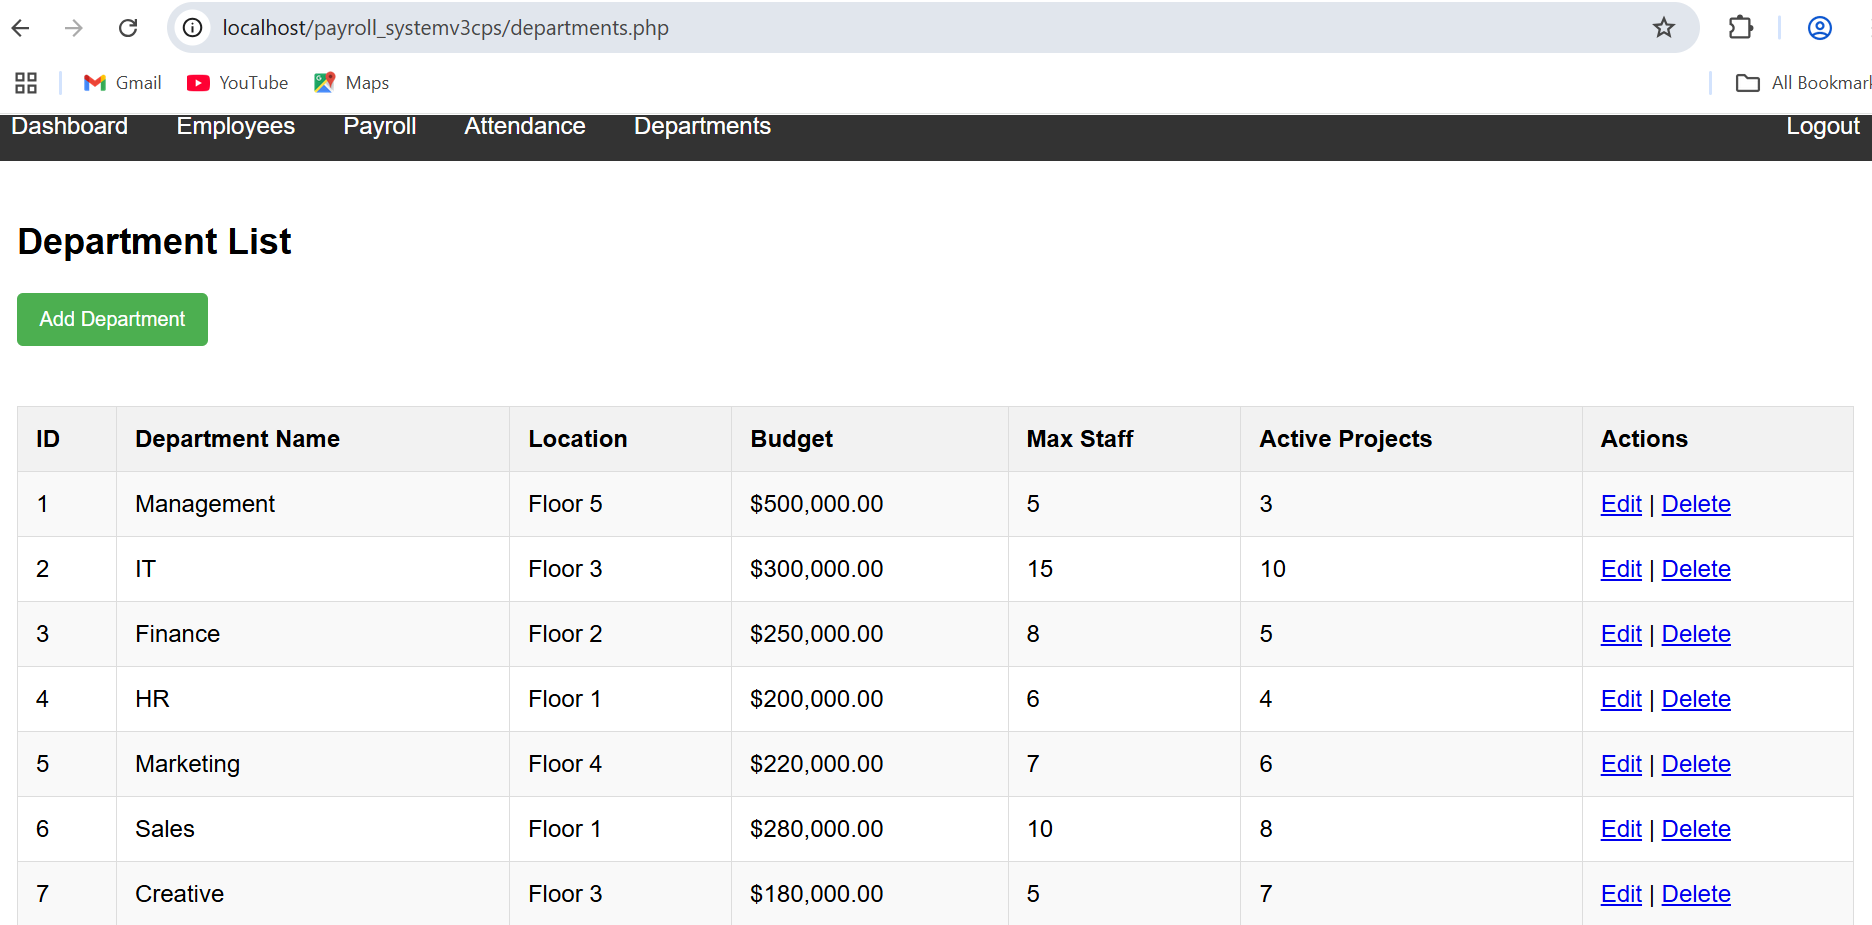 localhost/payroll_systemv3cps/departments.php
Gmail YouTube Maps All Bookmark
Dashboard Employees Payroll Attendance Departments Logout
Department List
Add Department
ID Department Name Location Budget Max Staff Active Projects Actions
1 Management Floor 5 $500,000.00 5 3 Edit | Delete
2 IT Floor 3 $300,000.00 15 10 Edit | Delete
3 Finance Floor 2 $250,000.00 8 5 Edit | Delete
4 HR Floor 1 $200,000.00 6 4 Edit | Delete
5 Marketing Floor 4 $220,000.00 7 6 Edit | Delete
6 Sales Floor 1 $280,000.00 10 8 Edit | Delete
7 Creative Floor 3 $180,000.00 5 7 Edit | Delete